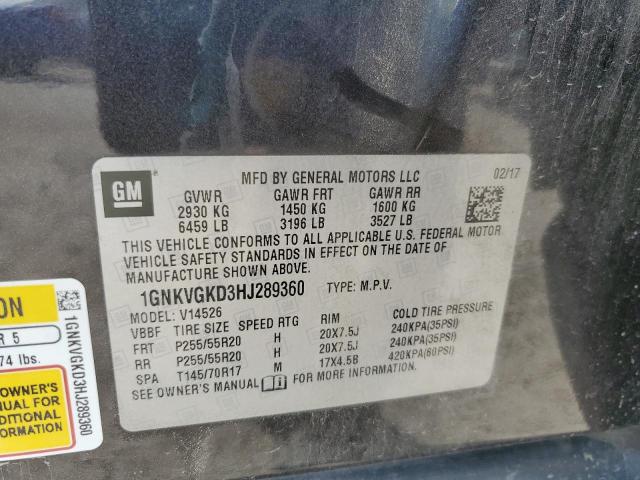 GM
MFD BY GENERAL MOTORS LLC 02/17
GVWR GAWR FRT GAWR RR
2930 KG 1450 KG 1600 KG
6459 LB 3196 LB 3527 LB
THIS VEHICLE CONFORMS TO ALL APPLICABLE U.S. FEDERAL MOTOR
VEHICLE SAFETY STANDARDS IN EFFECT ON THE DATE OF
MANUFACTURE SHOWN ABOVE.
1GNKVGKD3HJ289360 TYPE: M.P.V.
MODEL: V14526
VBBF TIRE SIZE SPEED RTG RIM COLD TIRE PRESSURE
FRT P255/55R20 H 20X7.5J 240KPA(35PSI)
RR P255/55R20 H 20X7.5J 240KPA(35PSI)
SPA T145/70R17 M 17X4.5B 420KPA(60PSI)
SEE OWNER'S MANUAL FOR MORE INFORMATION.
ION
R 5
74 lbs.
OWNER'S
NUAL FOR
DITIONAL
ORMATION
1GNKVGKD3HJ289360